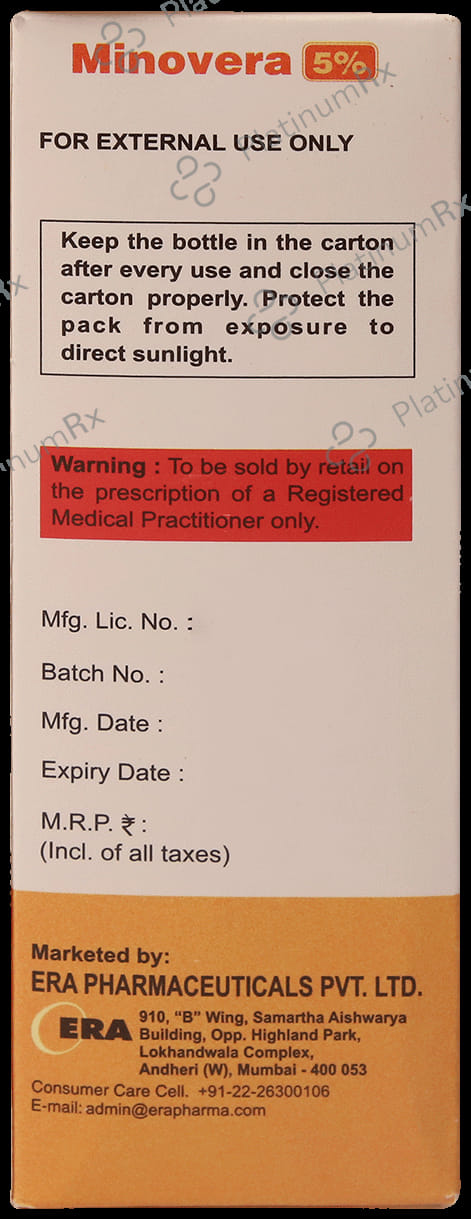 Minovera 5%
FOR EXTERNAL USE ONLY
Keep the bottle in the carton
after every use and close the
carton properly. Protect the
pack from exposure to
direct sunlight.
Warning : To be sold by retail on
the prescription of a Registered
Medical Practitioner only.
Mfg. Lic. No. :
Batch No. :
Mfg. Date :
Expiry Date :
M.R.P. ₹ :
(Incl. of all taxes)
Marketed by:
ERA PHARMACEUTICALS PVT. LTD.
ERA
910, “B” Wing, Samartha Aishwarya
Building, Opp. Highland Park,
Lokhandwala Complex,
Andheri (W), Mumbai - 400 053
Consumer Care Cell. +91-22-26300106
E-mail: admin@erapharma.com
PlatinumRx
PlatinumRx